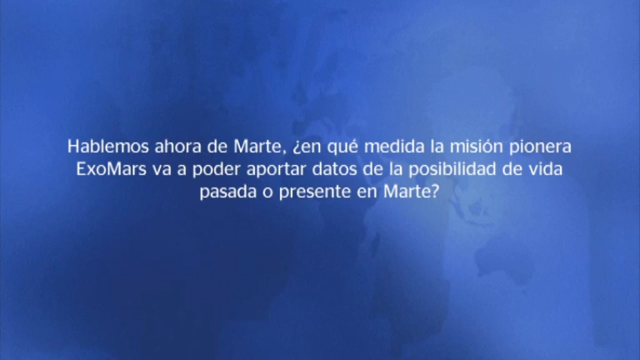 Hablemos ahora de Marte, ¿en qué medida la misión pionera
ExoMars va a poder aportar datos de la posibilidad de vida
pasada o presente en Marte?